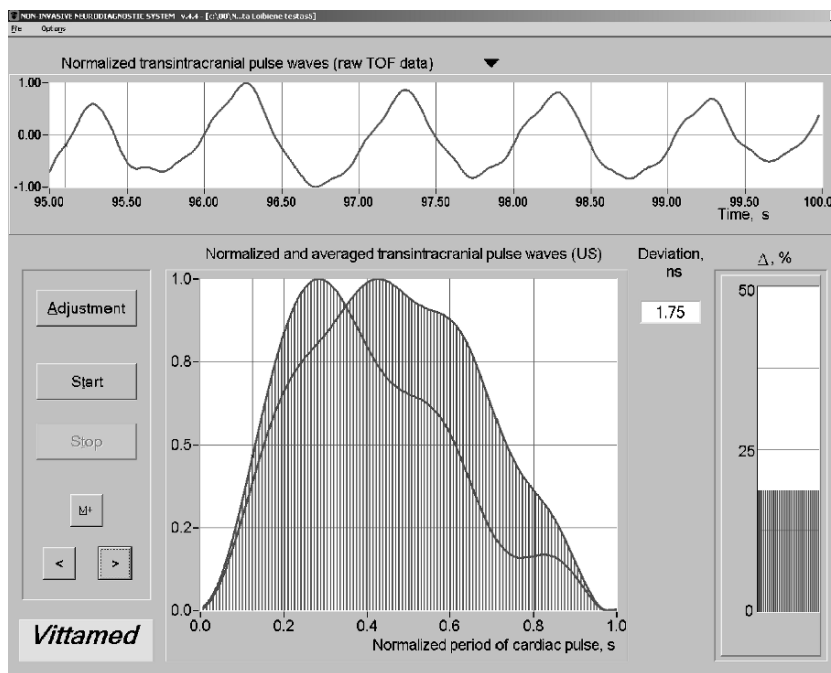 NON-INVASIVE NEURODIAGNOSTIC SYSTEM v.4.4 - [c:\00\N...ta Loibiene testas5]
File Options
Normalized transintracranial pulse waves (raw TOF data)
1.00
0.00
-1.00
95.00 95.50 96.00 96.50 97.00 97.50 98.00 98.50 99.00 99.50 100.0
Time, s
Normalized and averaged transintracranial pulse waves (US)
Deviation, ns
Δ, %
1.0
0.8
0.5
0.2
0.0
0.0 0.2 0.4 0.6 0.8 1.0
Normalized period of cardiac pulse, s
1.75
50
25
0
Adjustment
Start
Stop
M+
< >
Vittamed